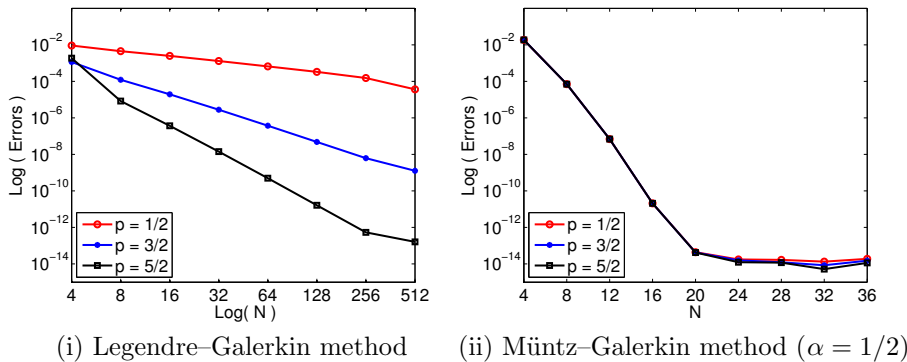 10^-2
10^-4
10^-6
10^-8
10^-10
10^-12
10^-14
Log ( Errors )
p = 1/2
p = 3/2
p = 5/2
4 8 16 32 64 128 256 512
Log( N )
(i) Legendre–Galerkin method
10^-2
10^-4
10^-6
10^-8
10^-10
10^-12
10^-14
Log ( Errors )
p = 1/2
p = 3/2
p = 5/2
4 8 12 16 20 24 28 32 36
N
(ii) Müntz–Galerkin method (α = 1/2)